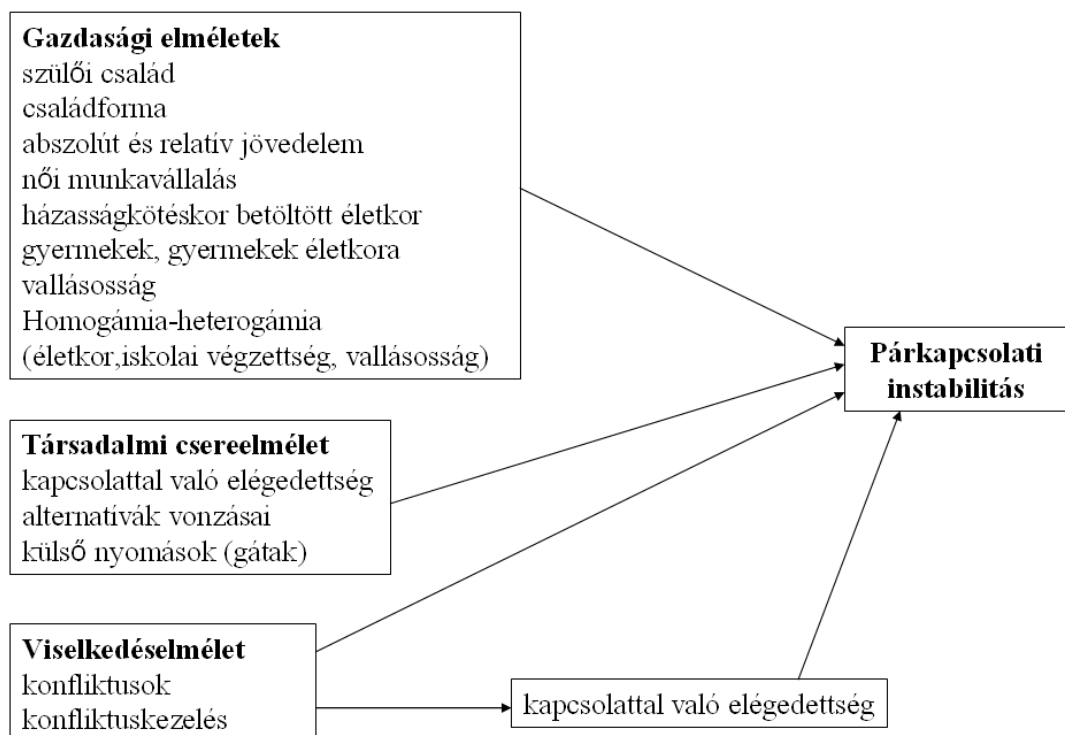 Gazdasági elméletek
szülői család
családforma
abszolút és relatív jövedelem
női munkavállalás
házasságkötéskor betöltött életkor
gyermekek, gyermekek életkora
vallásosság
Homogámia-heterogámia
(életkor,iskolai végzettség, vallásosság)
Párkapcsolati
instabilitás
Társadalmi csereelmélet
kapcsolattal való elégedettség
alternatívák vonzásai
külső nyomások (gátak)
Viselkedéselmélet
konfliktusok
konfliktuskezelés
kapcsolattal való elégedettség